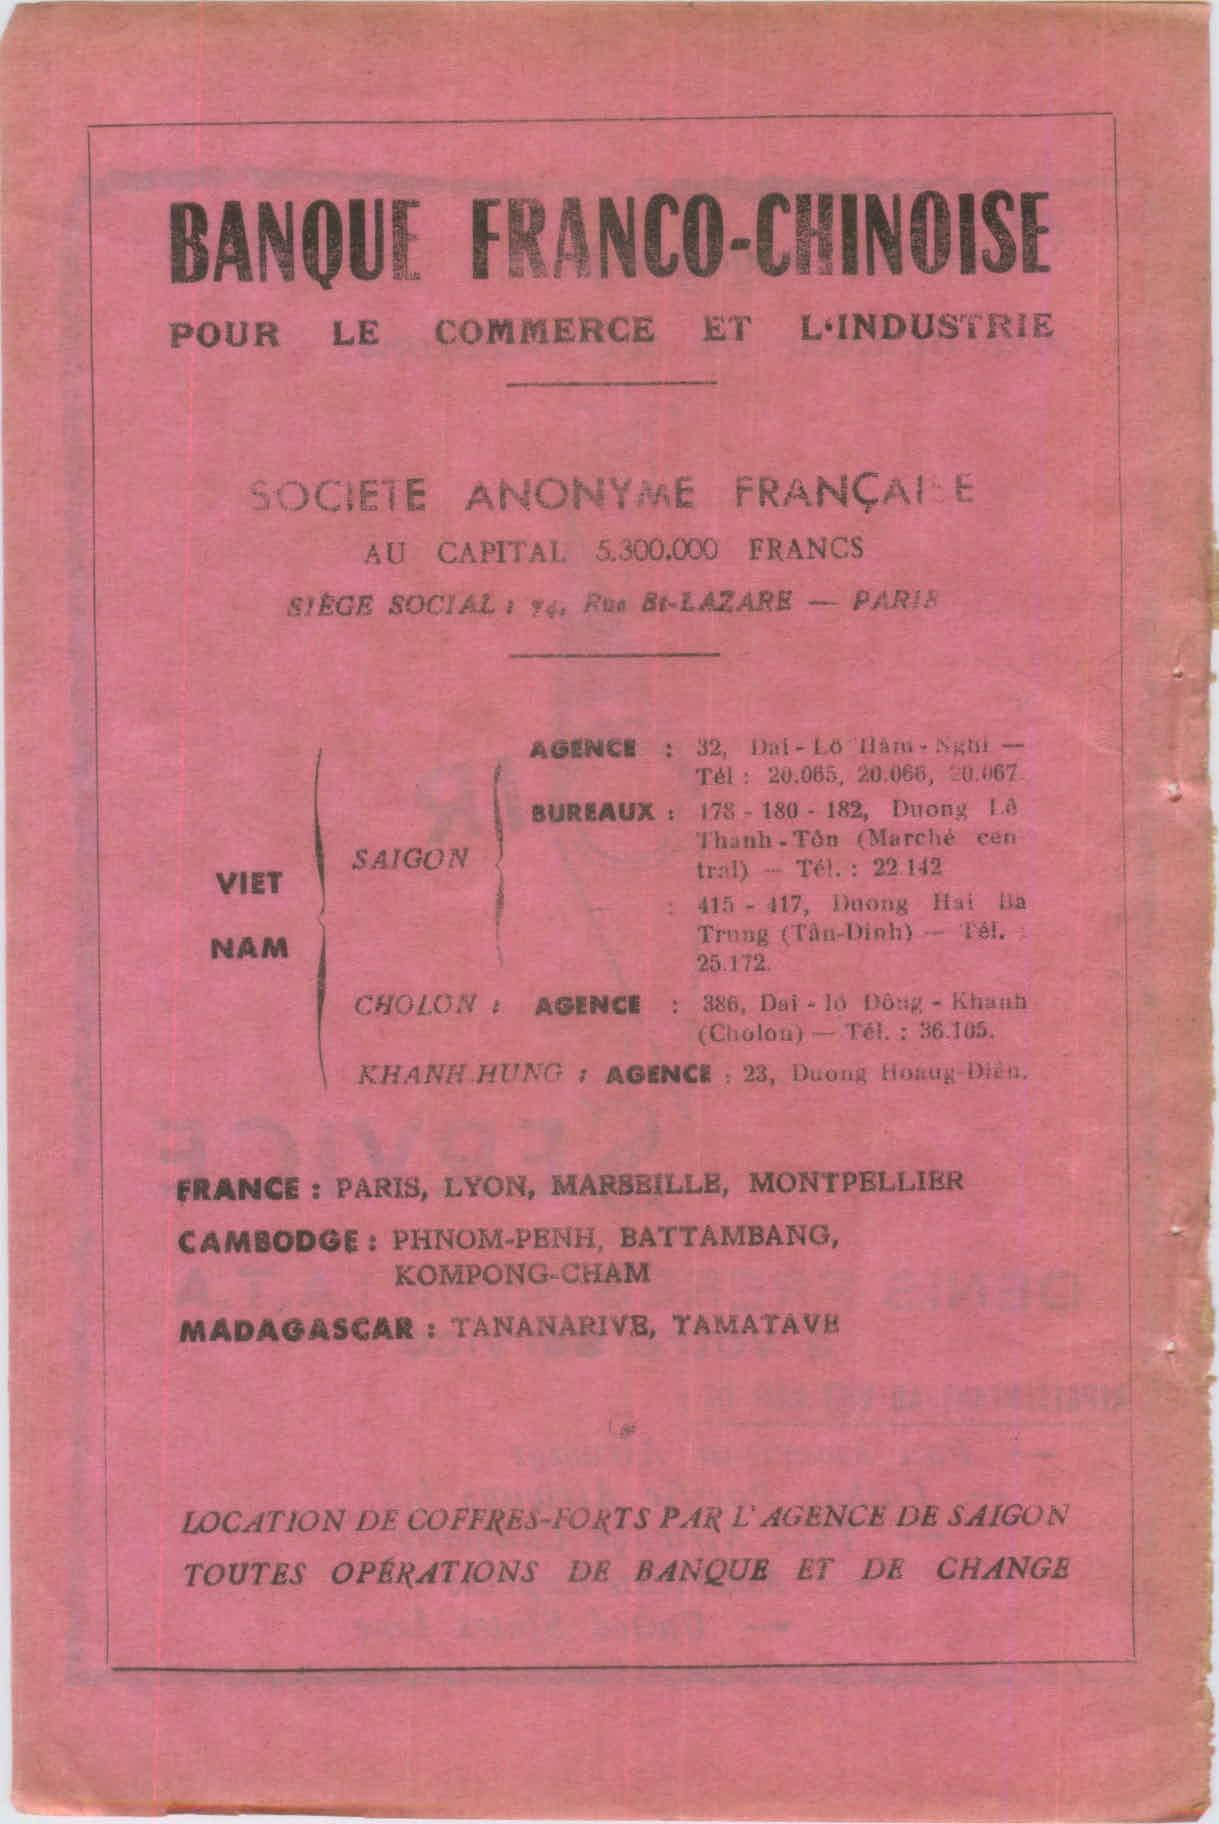 BANQUE FRANCO-CHINOISE
POUR LE COMMERCE ET L'INDUSTRIE
SOCIETE ANONYME FRANÇAISE
AU CAPITAL 5.300.000 FRANCS
SIÈGE SOCIAL : 74, Rue St-LAZARE — PARIS
VIET
NAM
SAIGON
AGENCE : 32, Dai - Lô Hàm - Nghi —
Tél : 20.065, 20.066, 20.067
BUREAUX : 178 - 180 - 182, Duong Lê
Thanh - Tôn (Marché cen
tral) — Tél. : 22.142
: 415 - 417, Duong Hai Ba
Trung (Tân-Dinh) — Tél. :
25.172.
CHOLON : AGENCE : 386, Dai - lô Dông - Khanh
(Cholon) — Tél. : 36.105.
KHANH HUNG : AGENCE : 23, Duong Hoang-Diêu.
FRANCE : PARIS, LYON, MARSEILLE, MONTPELLIER
CAMBODGE : PHNOM-PENH, BATTAMBANG,
KOMPONG-CHAM
MADAGASCAR : TANANARIVE, TAMATAVE
LOCATION DE COFFRES-FORTS PAR L'AGENCE DE SAIGON
TOUTES OPÉRATIONS DE BANQUE ET DE CHANGE